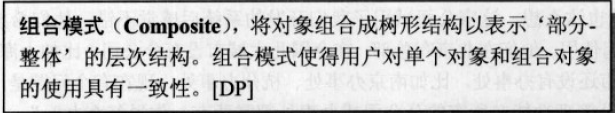 组合模式（Composite），将对象组合成树形结构以表示‘部分-
整体’的层次结构。组合模式使得用户对单个对象和组合对象
的使用具有一致性。[DP]